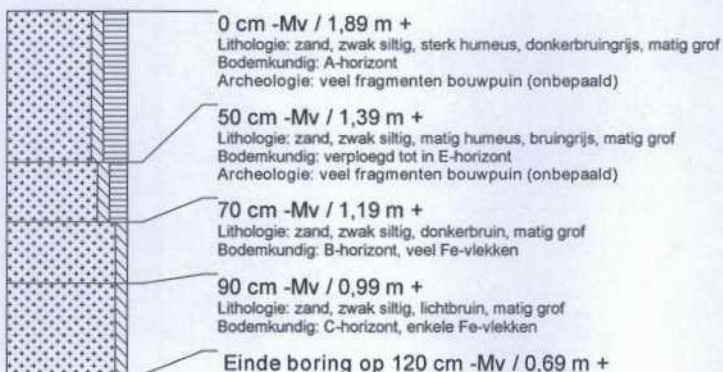 0 cm -Mv / 1,89 m +
Lithologie: zand, zwak siltig, sterk humeus, donkerbruingrijs, matig grof
Bodemkundig: A-horizont
Archeologie: veel fragmenten bouwpuin (onbepaald)
50 cm -Mv / 1,39 m +
Lithologie: zand, zwak siltig, matig humeus, bruingrijs, matig grof
Bodemkundig: verploegd tot in E-horizont
Archeologie: veel fragmenten bouwpuin (onbepaald)
70 cm -Mv / 1,19 m +
Lithologie: zand, zwak siltig, donkerbruin, matig grof
Bodemkundig: B-horizont, veel Fe-vlekken
90 cm -Mv / 0,99 m +
Lithologie: zand, zwak siltig, lichtbruin, matig grof
Bodemkundig: C-horizont, enkele Fe-vlekken
Einde boring op 120 cm -Mv / 0,69 m +